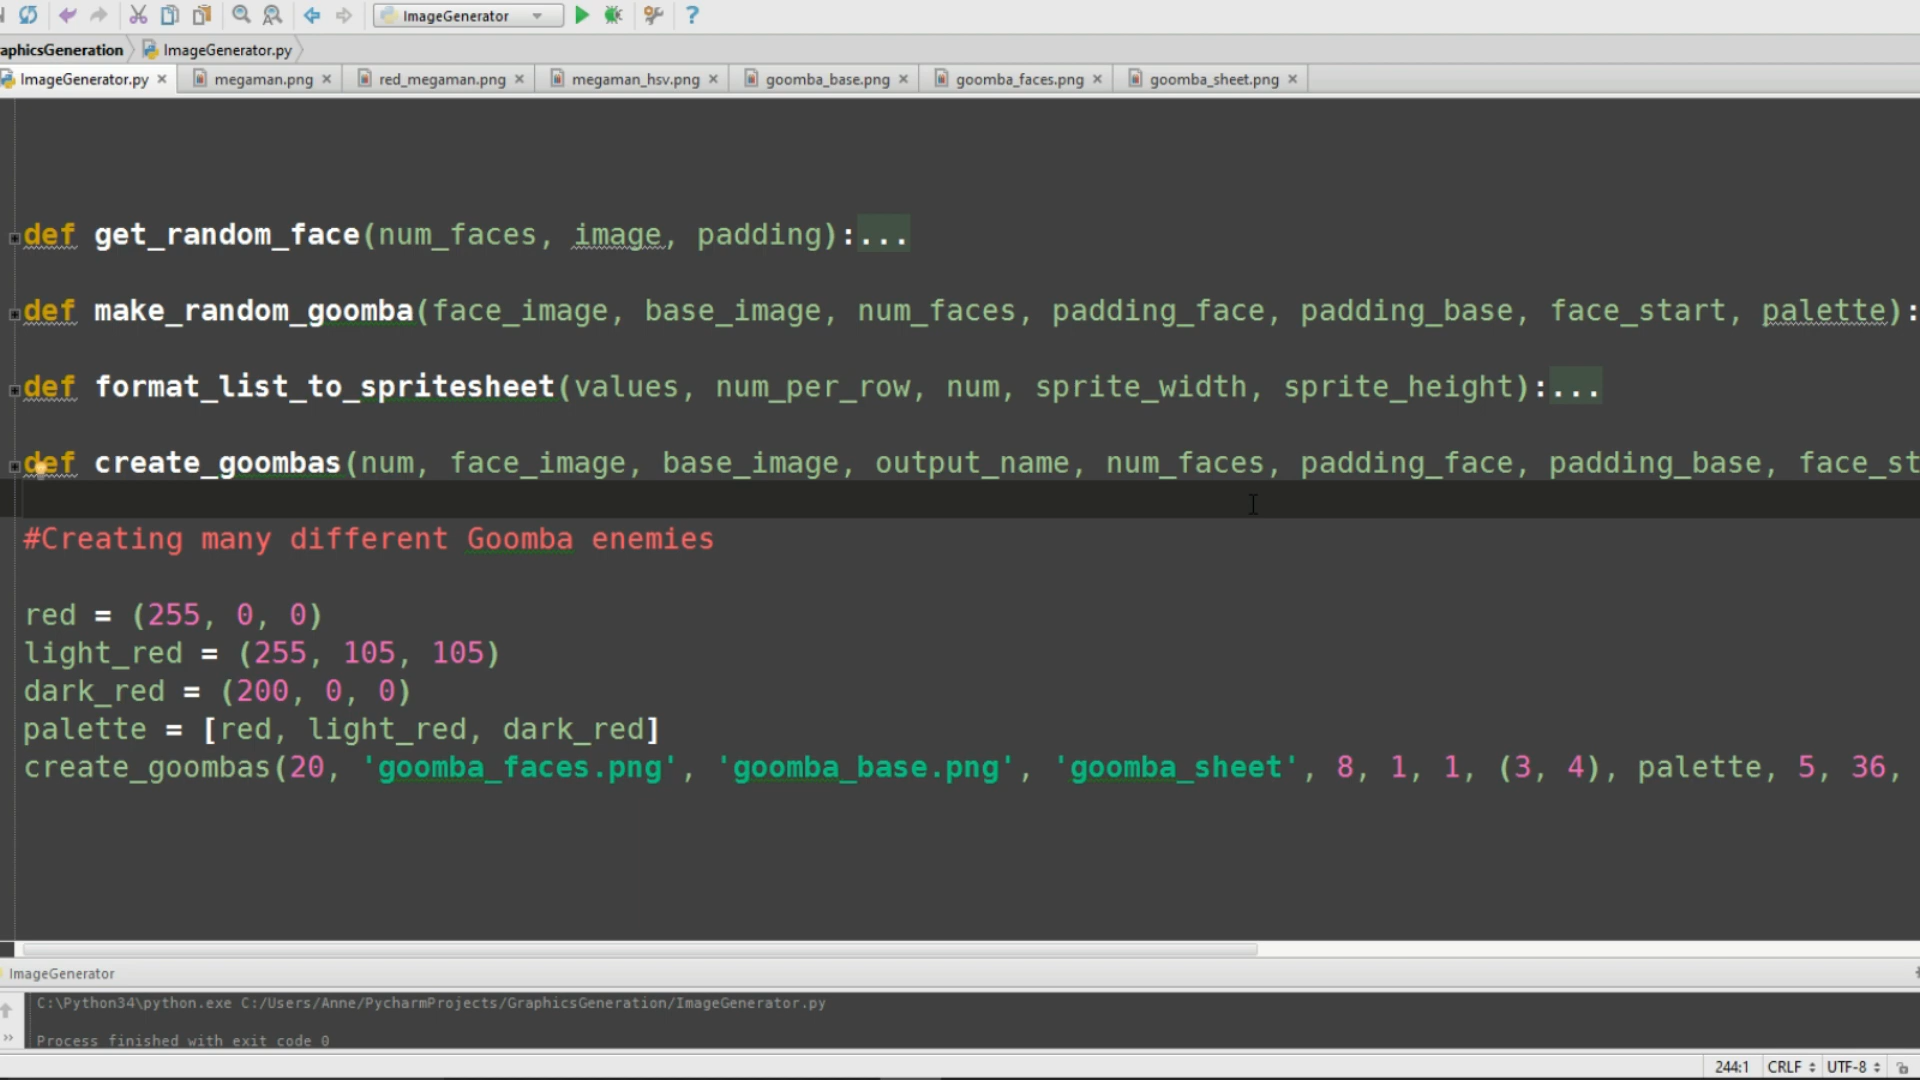 ImageGenerator
aphicsGeneration ImageGenerator.py
ImageGenerator.py megaman.png red_megaman.png megaman_hsv.png goomba_base.png goomba_faces.png goomba_sheet.png
def get_random_face(num_faces, image, padding):...
def make_random_goomba(face_image, base_image, num_faces, padding_face, padding_base, face_start, palette):
def format_list_to_spritesheet(values, num_per_row, num, sprite_width, sprite_height):...
def create_goombas(num, face_image, base_image, output_name, num_faces, padding_face, padding_base, face_st
#Creating many different Goomba enemies
red = (255, 0, 0)
light_red = (255, 105, 105)
dark_red = (200, 0, 0)
palette = [red, light_red, dark_red]
create_goombas(20, 'goomba_faces.png', 'goomba_base.png', 'goomba_sheet', 8, 1, 1, (3, 4), palette, 5, 36,
ImageGenerator
C:\Python34\python.exe C:/Users/Anne/PycharmProjects/GraphicsGeneration/ImageGenerator.py
Process finished with exit code 0
244:1 CRLF UTF-8